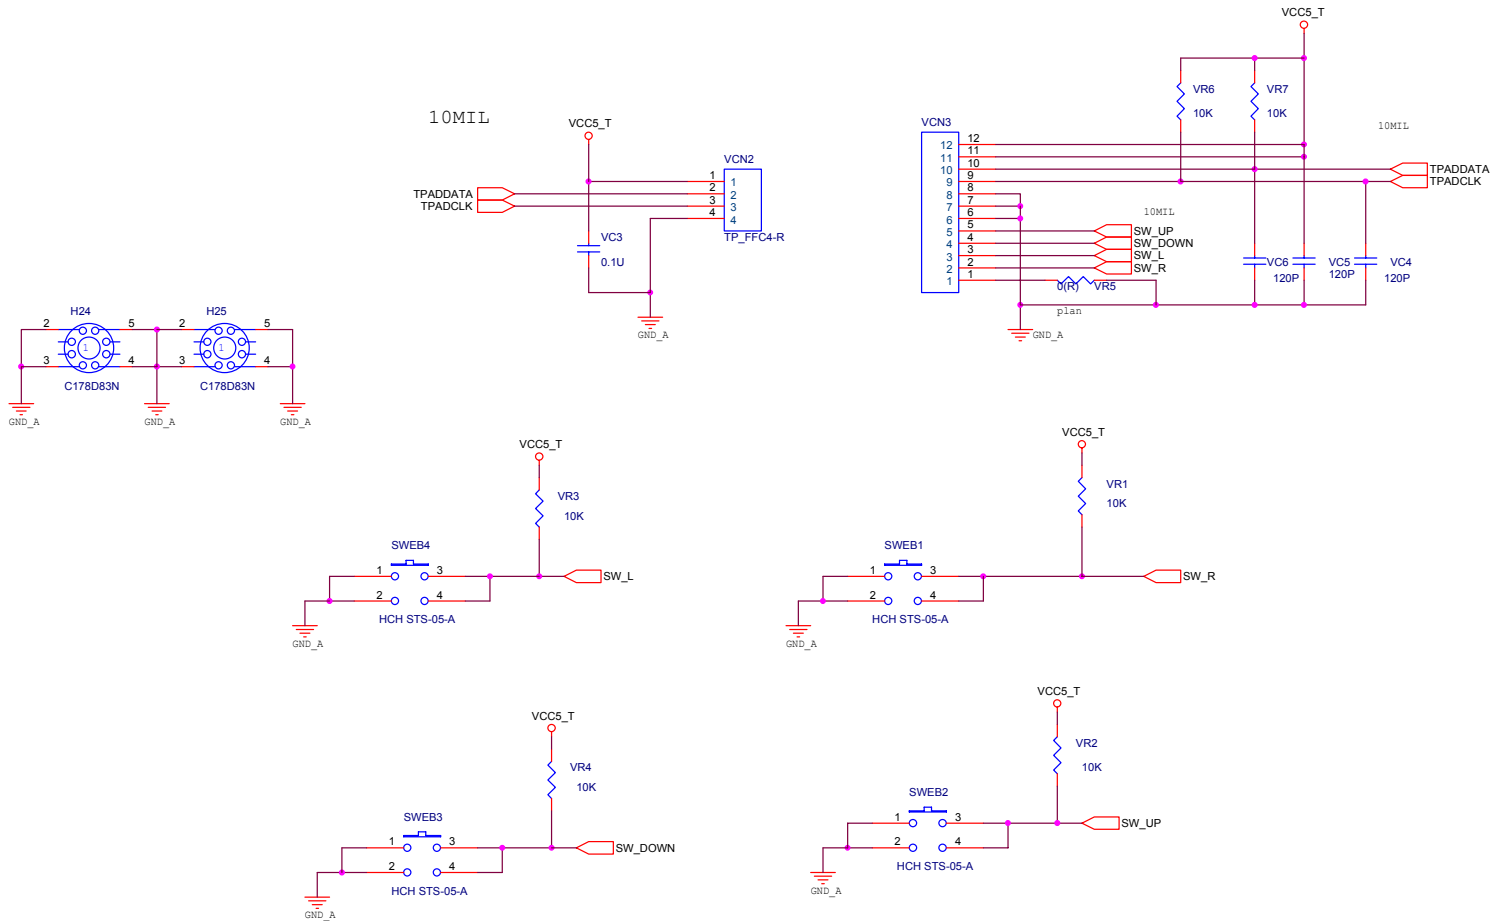 VCC5_T
VR6
VR7
10K
10K
10MIL
10MIL
VCC5_T
VCN3
12
12
11
11
10
10
9
9
8
8
7
7
6
6
5
5
4
4
3
3
2
2
1
1
TPADDATA
TPADCLK
10MIL
SW_UP
SW_DOWN
SW_L
SW_R
0(R)
VR5
plan
GND_A
VC6
120P
VC5
120P
VC4
120P
VCN2
1
1
2
2
3
3
4
4
TP_FFC4-R
TPADDATA
TPADCLK
VC3
0.1U
GND_A
H24
2
5
1
3
4
C178D83N
H25
2
5
1
3
4
C178D83N
GND_A
GND_A
GND_A
VCC5_T
VR3
10K
SWEB4
1
3
2
4
SW_L
HCH STS-05-A
GND_A
VCC5_T
VR1
10K
SWEB1
1
3
2
4
SW_R
HCH STS-05-A
GND_A
VCC5_T
VR4
10K
SWEB3
1
3
2
4
SW_DOWN
HCH STS-05-A
GND_A
VCC5_T
VR2
10K
SWEB2
1
3
2
4
SW_UP
HCH STS-05-A
GND_A